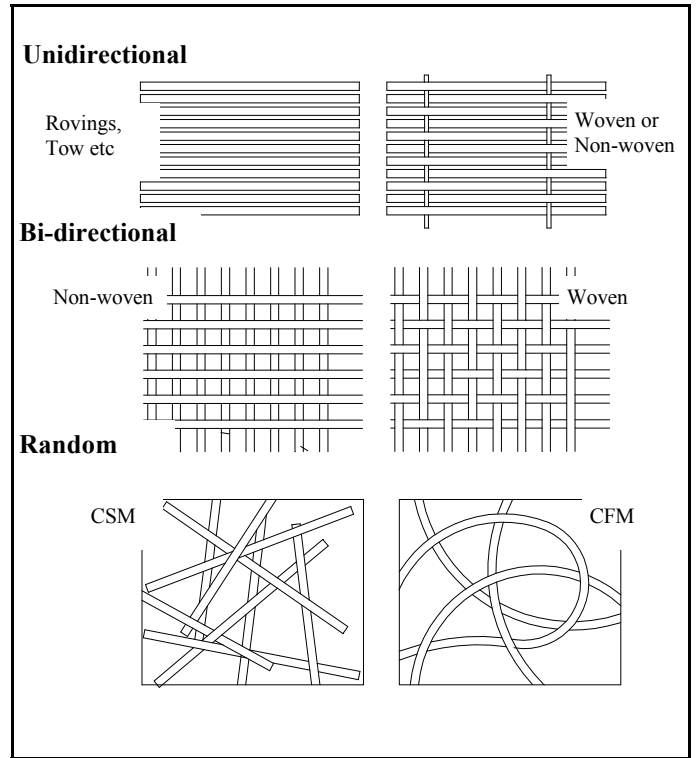 Unidirectional
Rovings,
Tow etc
Woven or
Non-woven
Bi-directional
Non-woven
Woven
Random
CSM
CFM